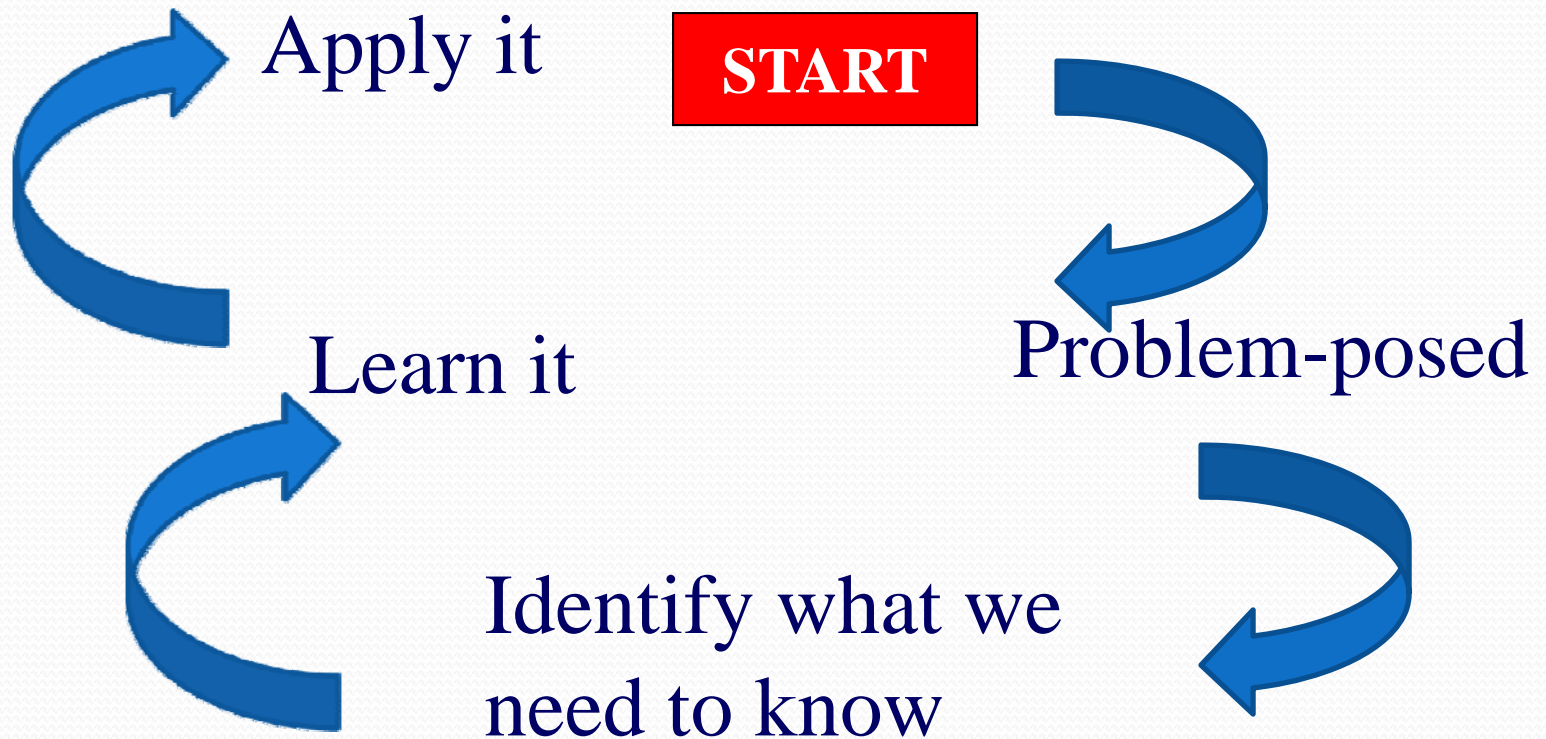 Apply it
START
Learn it
Problem-posed
Identify what we
need to know